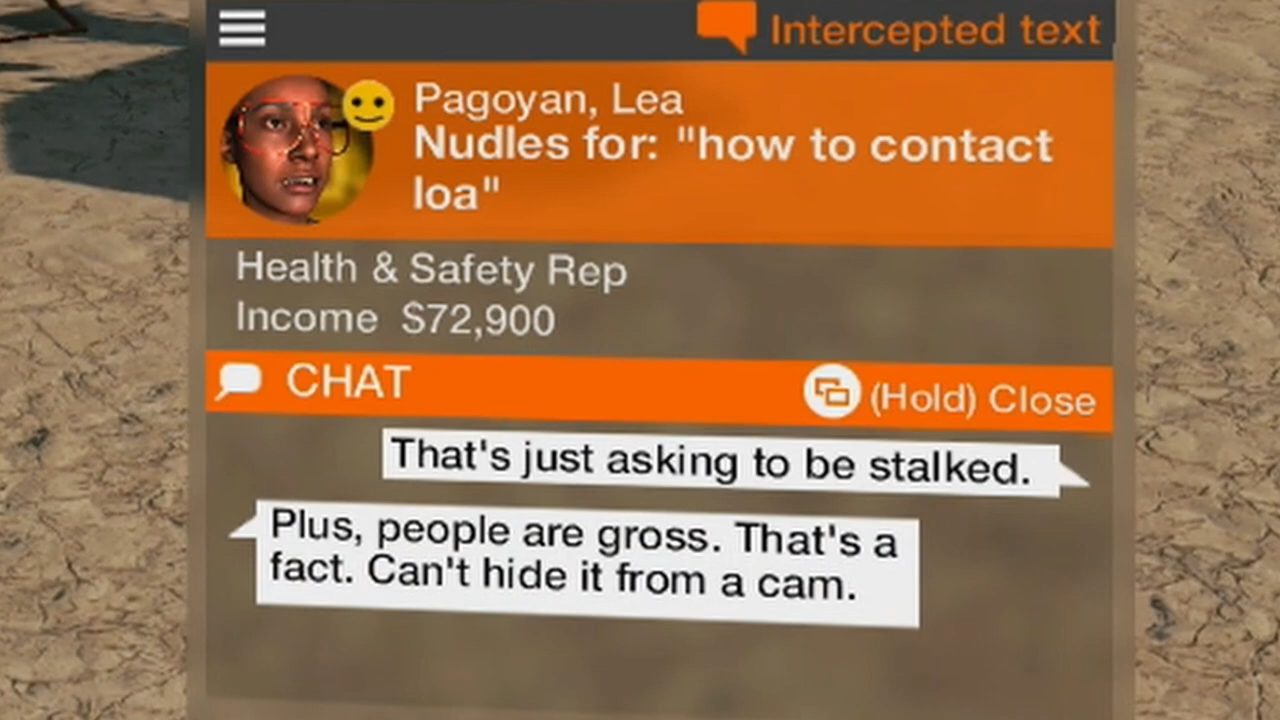 Intercepted text
Pagoyan, Lea
Nudles for: "how to contact
loa"
Health & Safety Rep
Income $72,900
CHAT
(Hold) Close
That's just asking to be stalked.
Plus, people are gross. That's a
fact. Can't hide it from a cam.